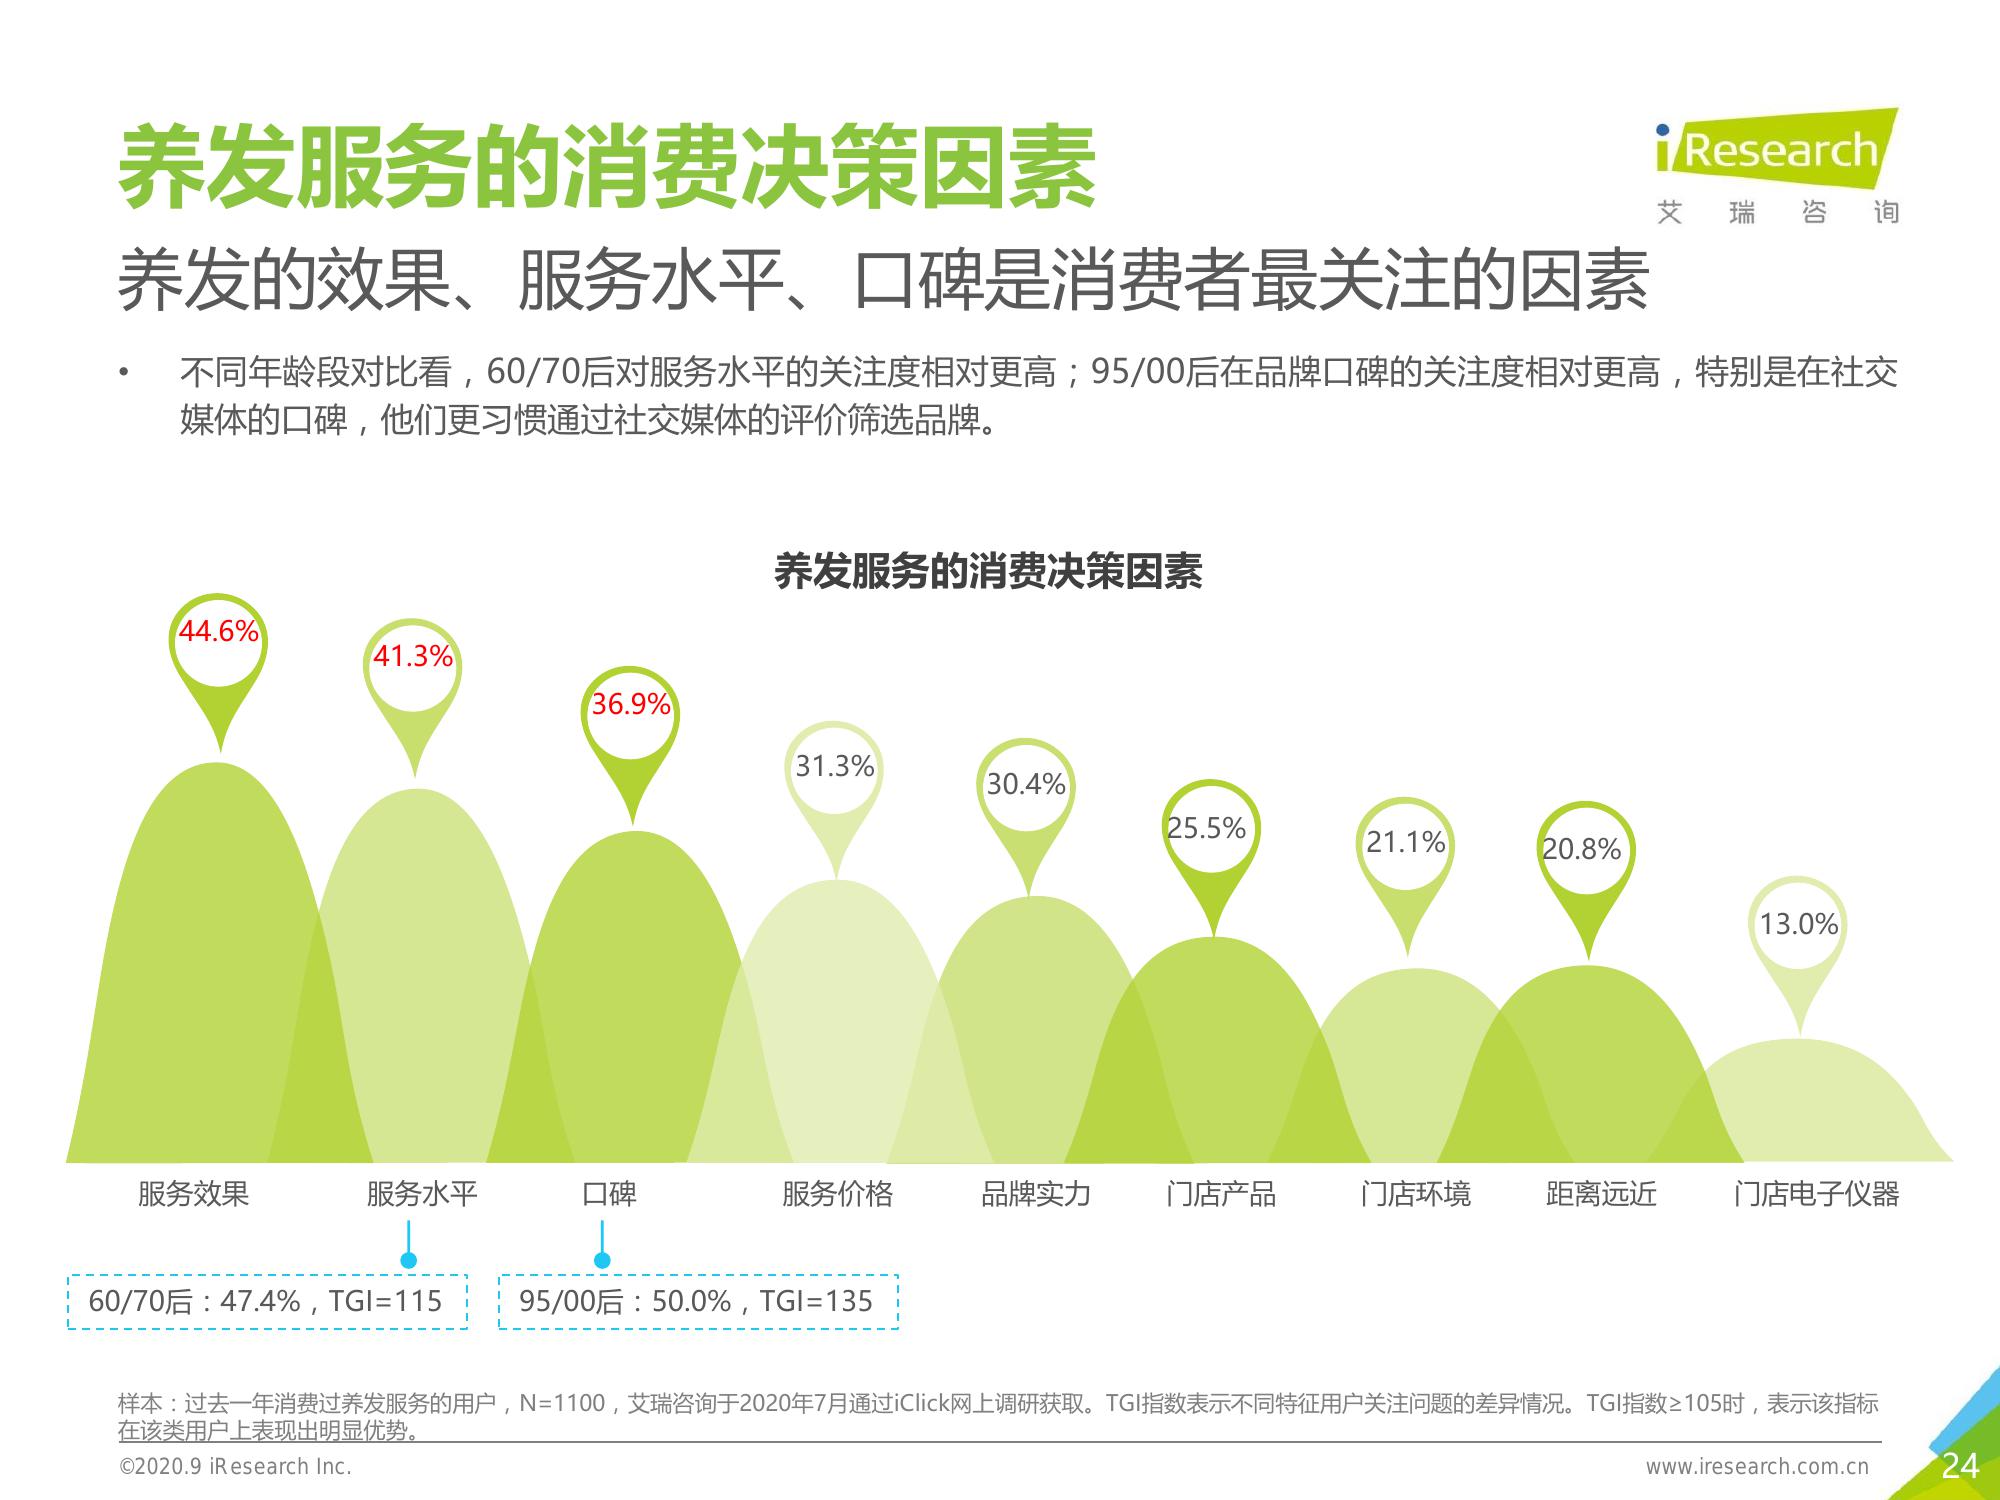 养发服务的消费决策因素
iResearch
艾瑞咨询
养发的效果、服务水平、口碑是消费者最关注的因素
• 不同年龄段对比看，60/70后对服务水平的关注度相对更高；95/00后在品牌口碑的关注度相对更高，特别是在社交
媒体的口碑，他们更习惯通过社交媒体的评价筛选品牌。
养发服务的消费决策因素
44.6%
41.3%
36.9%
31.3%
30.4%
25.5%
21.1%
20.8%
13.0%
服务效果
服务水平
口碑
服务价格
品牌实力
门店产品
门店环境
距离远近
门店电子仪器
60/70后：47.4%，TGI=115
95/00后：50.0%，TGI=135
样本：过去一年消费过养发服务的用户，N=1100，艾瑞咨询于2020年7月通过iClick网上调研获取。TGI指数表示不同特征用户关注问题的差异情况。TGI指数≥105时，表示该指标
在该类用户上表现出明显优势。
©2020.9 iResearch Inc.
www.iresearch.com.cn
24